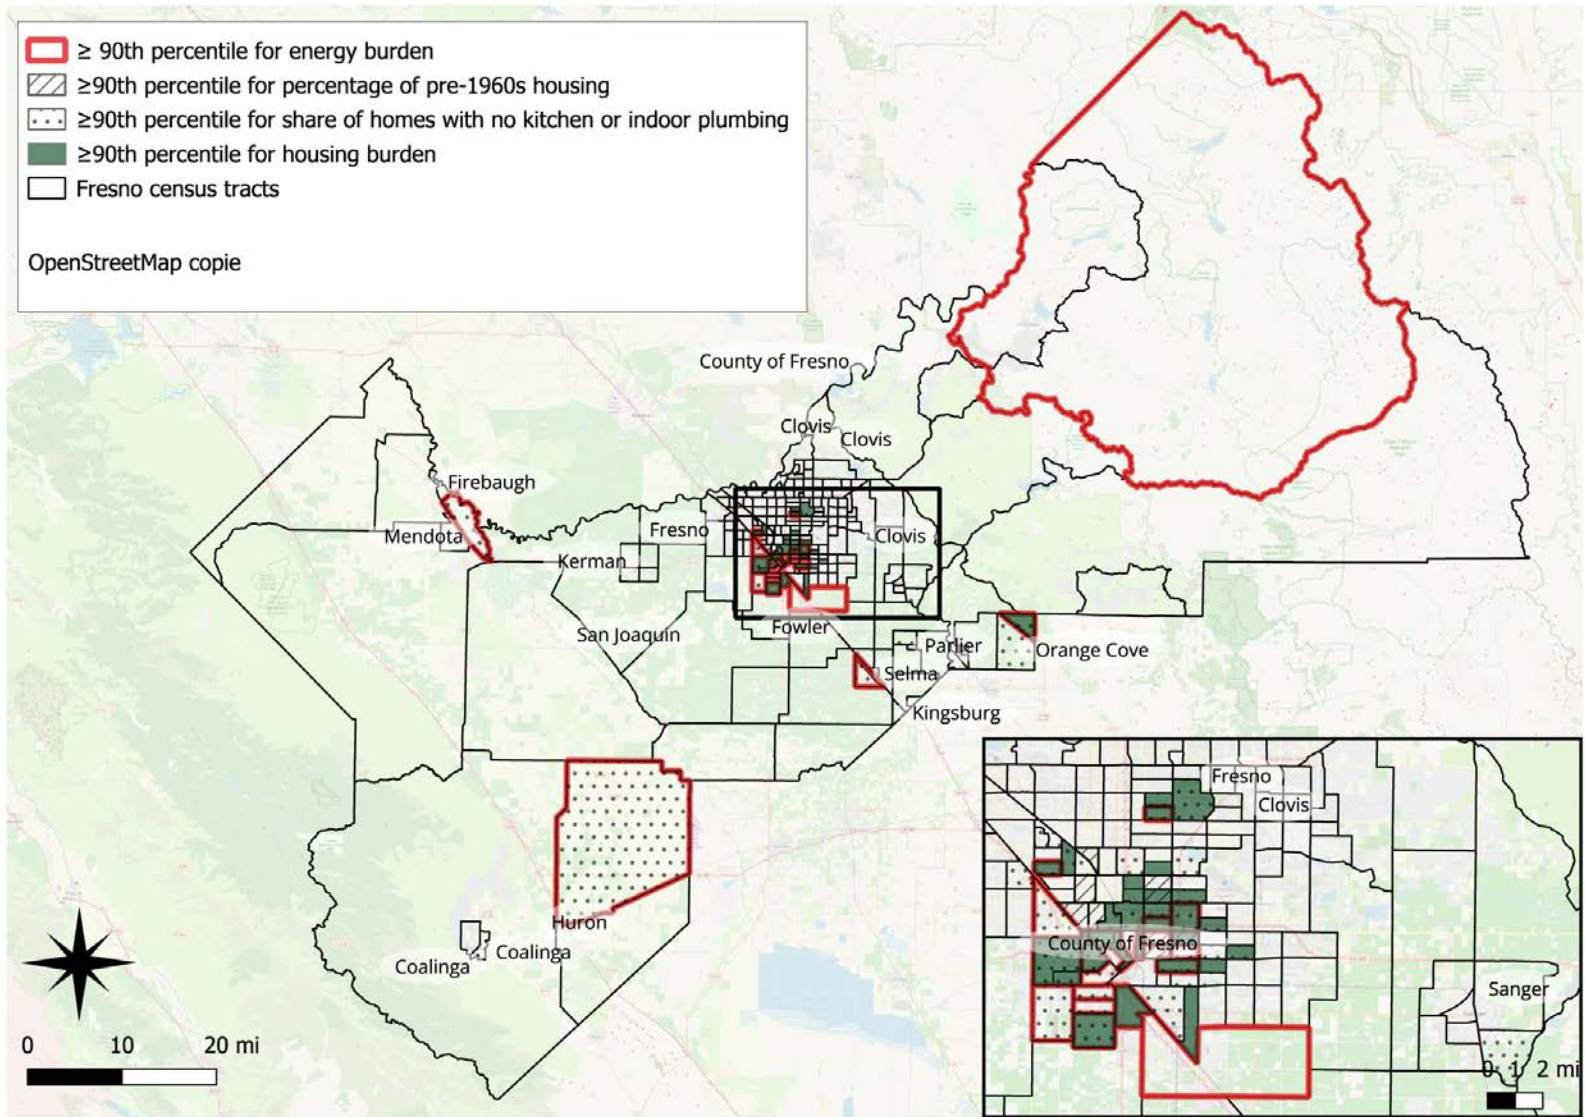 ≥ 90th percentile for energy burden
≥90th percentile for percentage of pre-1960s housing
≥90th percentile for share of homes with no kitchen or indoor plumbing
≥90th percentile for housing burden
Fresno census tracts
OpenStreetMap copie
County of Fresno
Clovis
Clovis
Firebaugh
Mendota
Fresno
Clovis
Kerman
San Joaquin
Fowler
Parlier
Orange Cove
Selma
Kingsburg
Huron
Coalinga
Coalinga
0 10 20 mi
Fresno
Clovis
County of Fresno
Sanger
0 1 2 mi